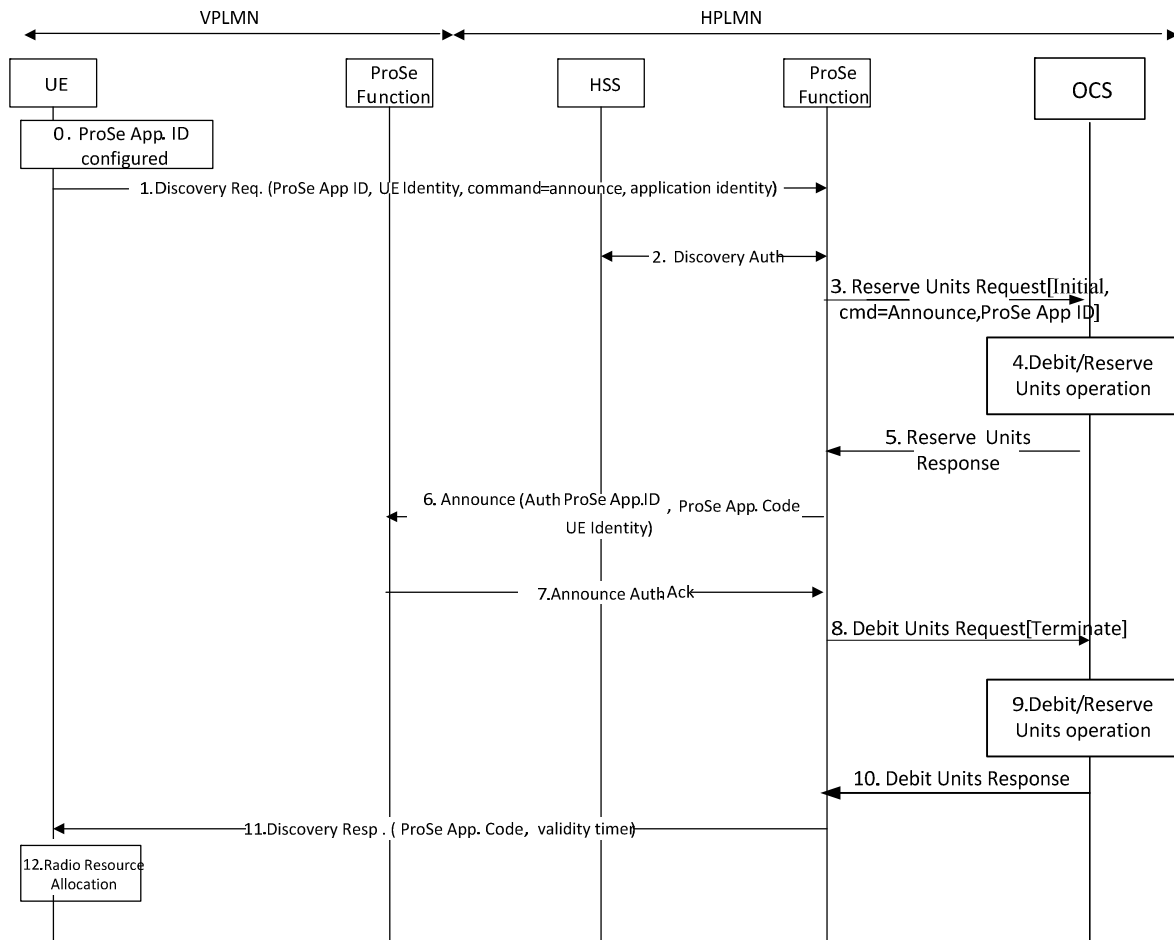 VPLMN
HPLMN
UE
ProSe
Function
HSS
ProSe
Function
OCS
0. ProSe App. ID
configured
1.Discovery Req. (ProSe App ID, UE Identity, command=announce, application identity)
2. Discovery Auth
3. Reserve Units Request[Initial,
cmd=Announce,ProSe App ID]
4.Debit/Reserve
Units operation
5. Reserve Units
Response
6. Announce (Auth ProSe App.ID , ProSe App. Code
UE Identity)
7.Announce Auth.Ack
8. Debit Units Request[Terminate]
9.Debit/Reserve
Units operation
10. Debit Units Response
11.Discovery Resp . ( ProSe App. Code, validity timer)
12.Radio Resource
Allocation